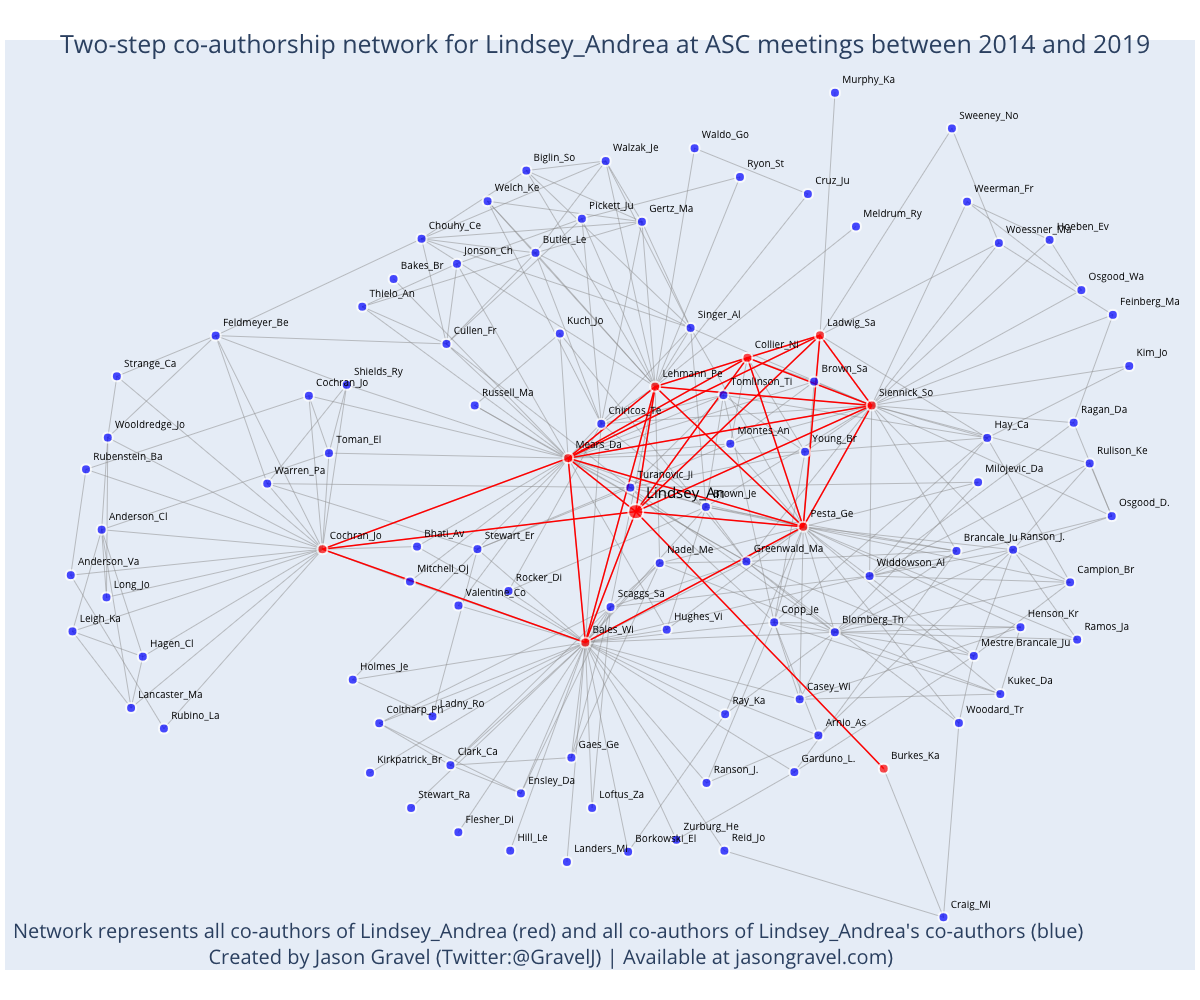 Two-step co-authorship network for Lindsey_Andrea at ASC meetings between 2014 and 2019
Murphy_Ka
Sweeney_No
Waldo_Go
Walzak_Je
Biglin_So
Ryon_St
Cruz_Ju
Welch_Ke
Weerman_Fr
Pickett_Ju
Gertz_Ma
Meldrum_Ry
Chouhy_Ce
Woessner_Ma
Hoeben_Ev
Butler_Le
Jonson_Ch
Bakes_Br
Osgood_Wa
Thielo_An
Feinberg_Ma
Singer_Al
Feldmeyer_Be
Kuch_Jo
Ladwig_Sa
Cullen_Fr
Collier_Ni
Kim_Jo
Strange_Ca
Shields_Ry
Lehmann_Pe
Brown_Sa
Cochran_Jo
Tomlinson_Ti
Siennick_So
Russell_Ma
Chiricos_Te
Ragan_Da
Wooldredge_Jo
Hay_Ca
Toman_El
Mears_Da
Montes_An
Young_Br
Rulison_Ke
Rubenstein_Ba
Warren_Pa
Turanovic_Ji
Milojevic_Da
Lindsey_An
Brown_Je
Osgood_D.
Anderson_Cl
Pesta_Ge
Cochran_Jo
Bhati_Av
Stewart_Er
Brancale_Ju
Ranson_J.
Nadel_Me
Greenwald_Ma
Anderson_Va
Widdowson_Al
Mitchell_Oj
Rocker_Di
Campion_Br
Long_Jo
Valentine_Co
Scaggs_Sa
Leigh_Ka
Copp_Je
Hughes_Vi
Blomberg_Th
Henson_Kr
Bales_Wi
Ramos_Ja
Hagen_Cl
Mestre Brancale_Ju
Holmes_Je
Kukec_Da
Lancaster_Ma
Casey_Wi
Rubino_La
Coltharp_Ph
Ladny_Ro
Ray_Ka
Woodard_Tr
Arnio_As
Gaes_Ge
Clark_Ca
Burkes_Ka
Kirkpatrick_Br
Garduno_L.
Ranson_J.
Ensley_Da
Stewart_Ra
Loftus_Za
Flesher_Di
Zurburg_He
Hill_Le
Landers_Mi
Borkowski_El
Reid_Jo
Craig_Mi
Network represents all co-authors of Lindsey_Andrea (red) and all co-authors of Lindsey_Andrea's co-authors (blue)
Created by Jason Gravel (Twitter:@GravelJ) | Available at jasongravel.com)